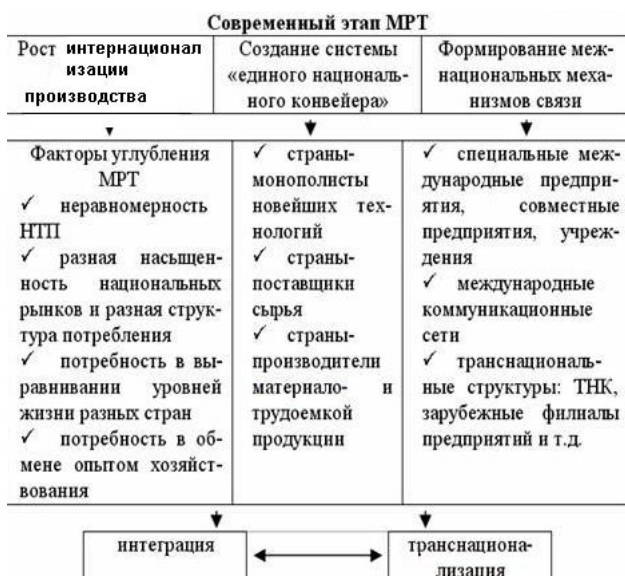 Современный этап МРТ
Рост интернационал
изации
производства
Создание системы
«единого национально-
ного конвейера»
Формирование меж-
национальных меха-
низмов связи
Факторы углубления
МРТ
✓ неравномерность
НТП
✓ разная насыщен-
ность национальных
рынков и разная струк-
тура потребления
✓ потребность в вы-
равнивании уровней
жизни разных стран
✓ потребность в об-
мене опытом хозяйст-
вования
✓ страны-
монополисты
новейших тех-
нологий
✓ страны-
поставщики
сырья
✓ страны-
производители
материало- и
трудоемкой
продукции
✓ специальные меж-
дународные предпри-
ятия, совместные
предприятия, учреж-
дения
✓ международные
коммуникационные
сети
✓ транснациональ-
ные структуры: ТНК,
зарубежные филиалы
предприятий и т.д.
интеграция
транснациона-
лизация